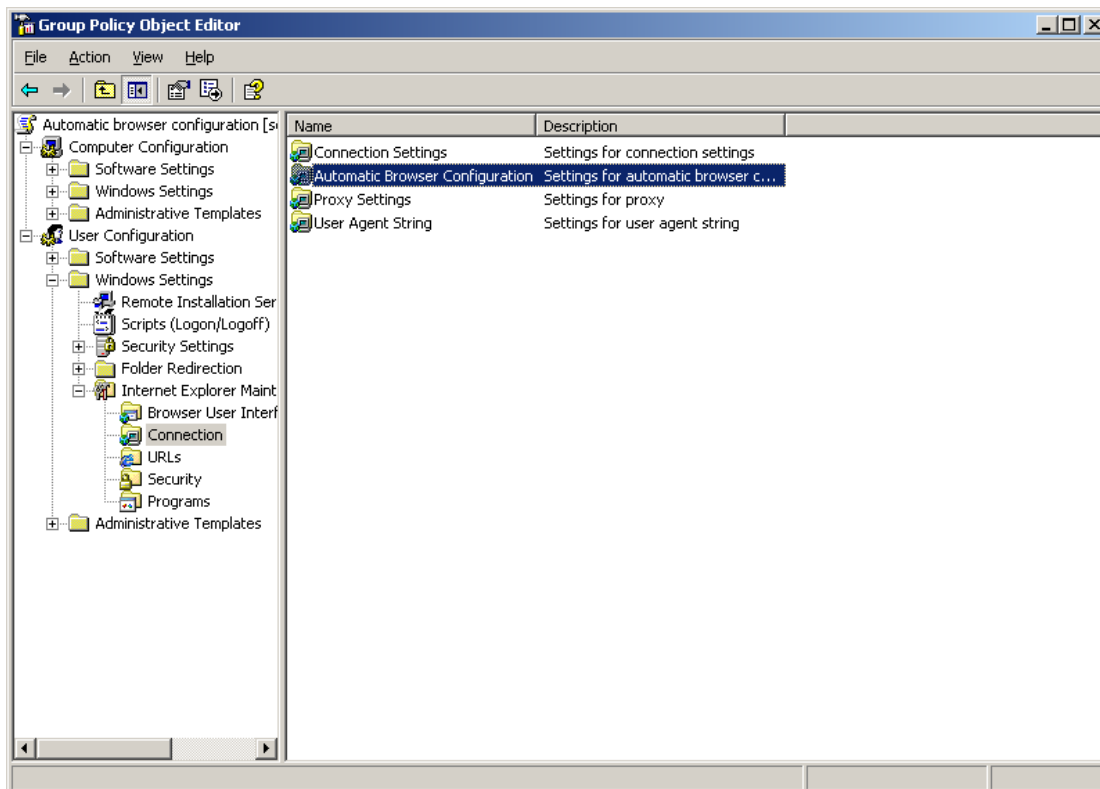 Group Policy Object Editor
File Action View Help
Automatic browser configuration [s
Computer Configuration
Software Settings
Windows Settings
Administrative Templates
User Configuration
Software Settings
Windows Settings
Remote Installation Ser
Scripts (Logon/Logoff)
Security Settings
Folder Redirection
Internet Explorer Maint
Browser User Interf
Connection
URLs
Security
Programs
Administrative Templates
Name Description
Connection Settings Settings for connection settings
Automatic Browser Configuration Settings for automatic browser c...
Proxy Settings Settings for proxy
User Agent String Settings for user agent string